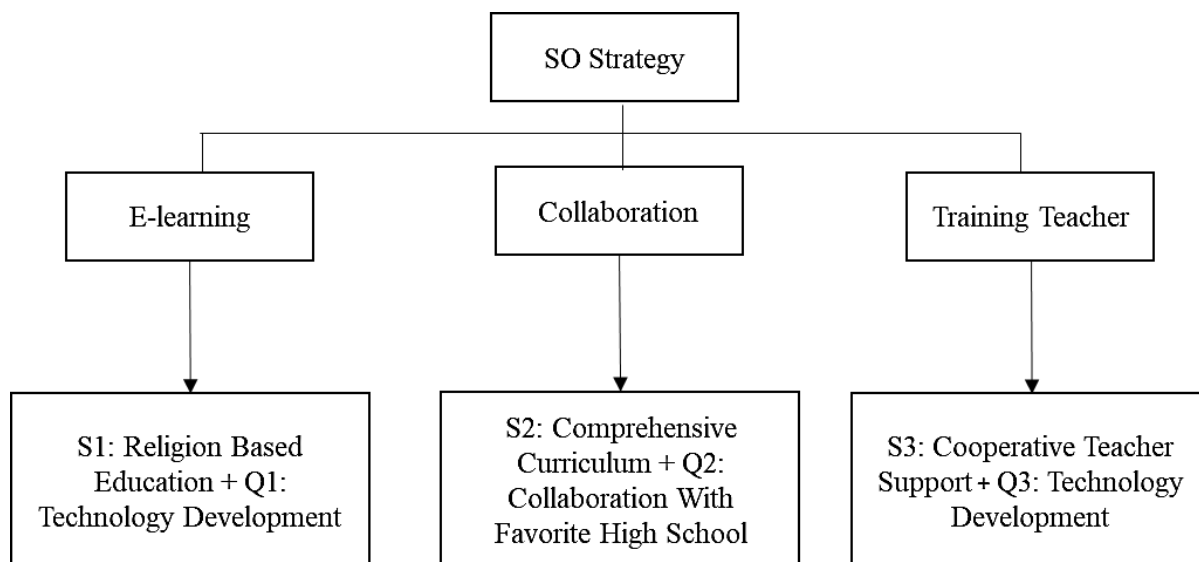 SO Strategy
E-learning
Collaboration
Training Teacher
S1: Religion Based
Education + Q1:
Technology Development
S2: Comprehensive
Curriculum + Q2:
Collaboration With
Favorite High School
S3: Cooperative Teacher
Support + Q3: Technology
Development